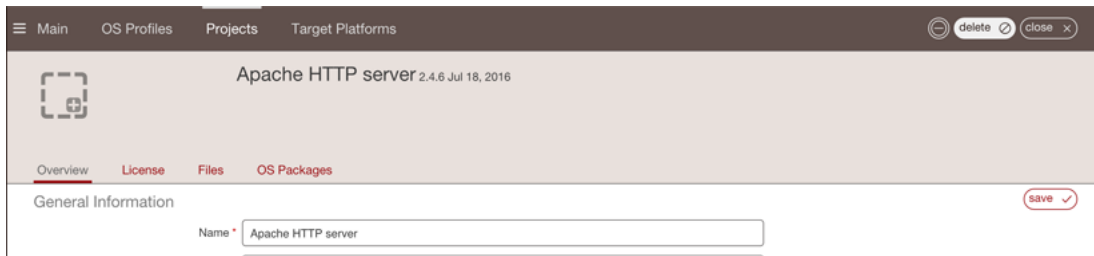 Main OS Profiles Projects Target Platforms delete close
Apache HTTP server 2.4.6 Jul 18, 2016
Overview License Files OS Packages
General Information save
Name * Apache HTTP server